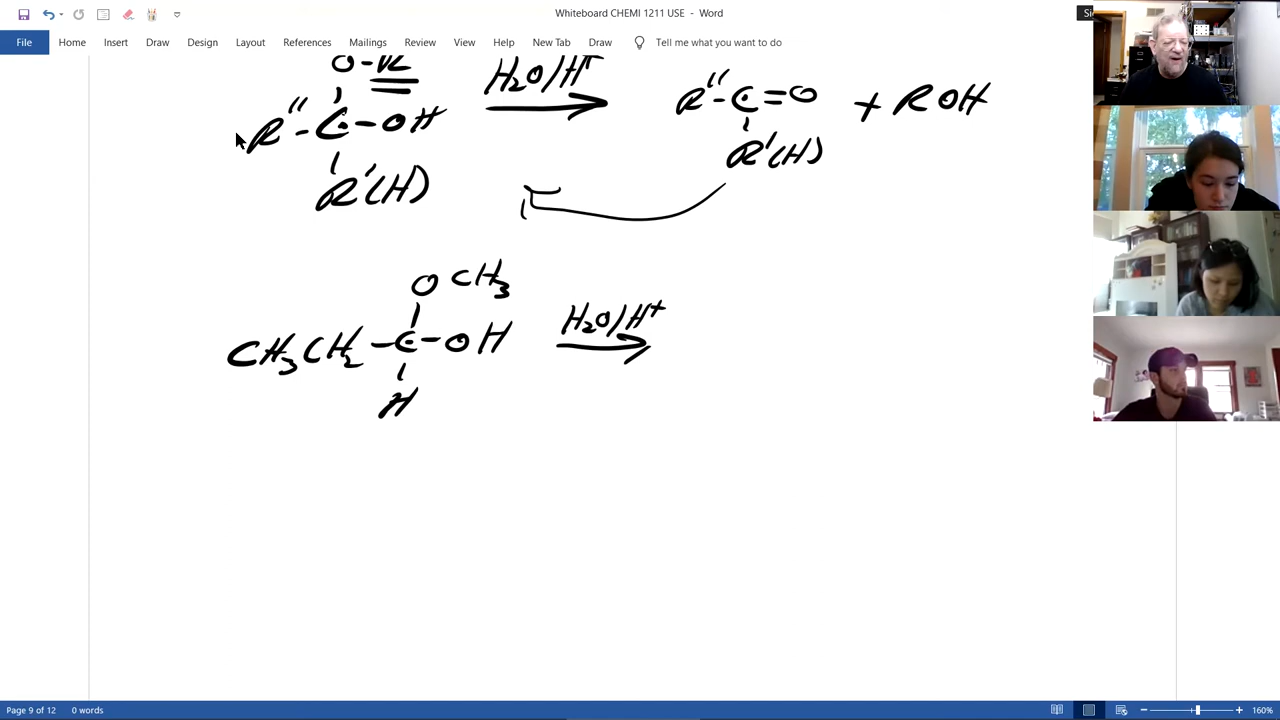 Whiteboard CHEMI 1211 USE - Word
File Home Insert Draw Design Layout References Mailings Review View Help New Tab Draw Tell me what you want to do
O-R
R''-C-OH
R'(H)
H2O/H+
R''-C=O + ROH
R'(H)
OCH3
CH3CH2-C-OH
H
H2O/H+
Page 9 of 12 0 words
160%